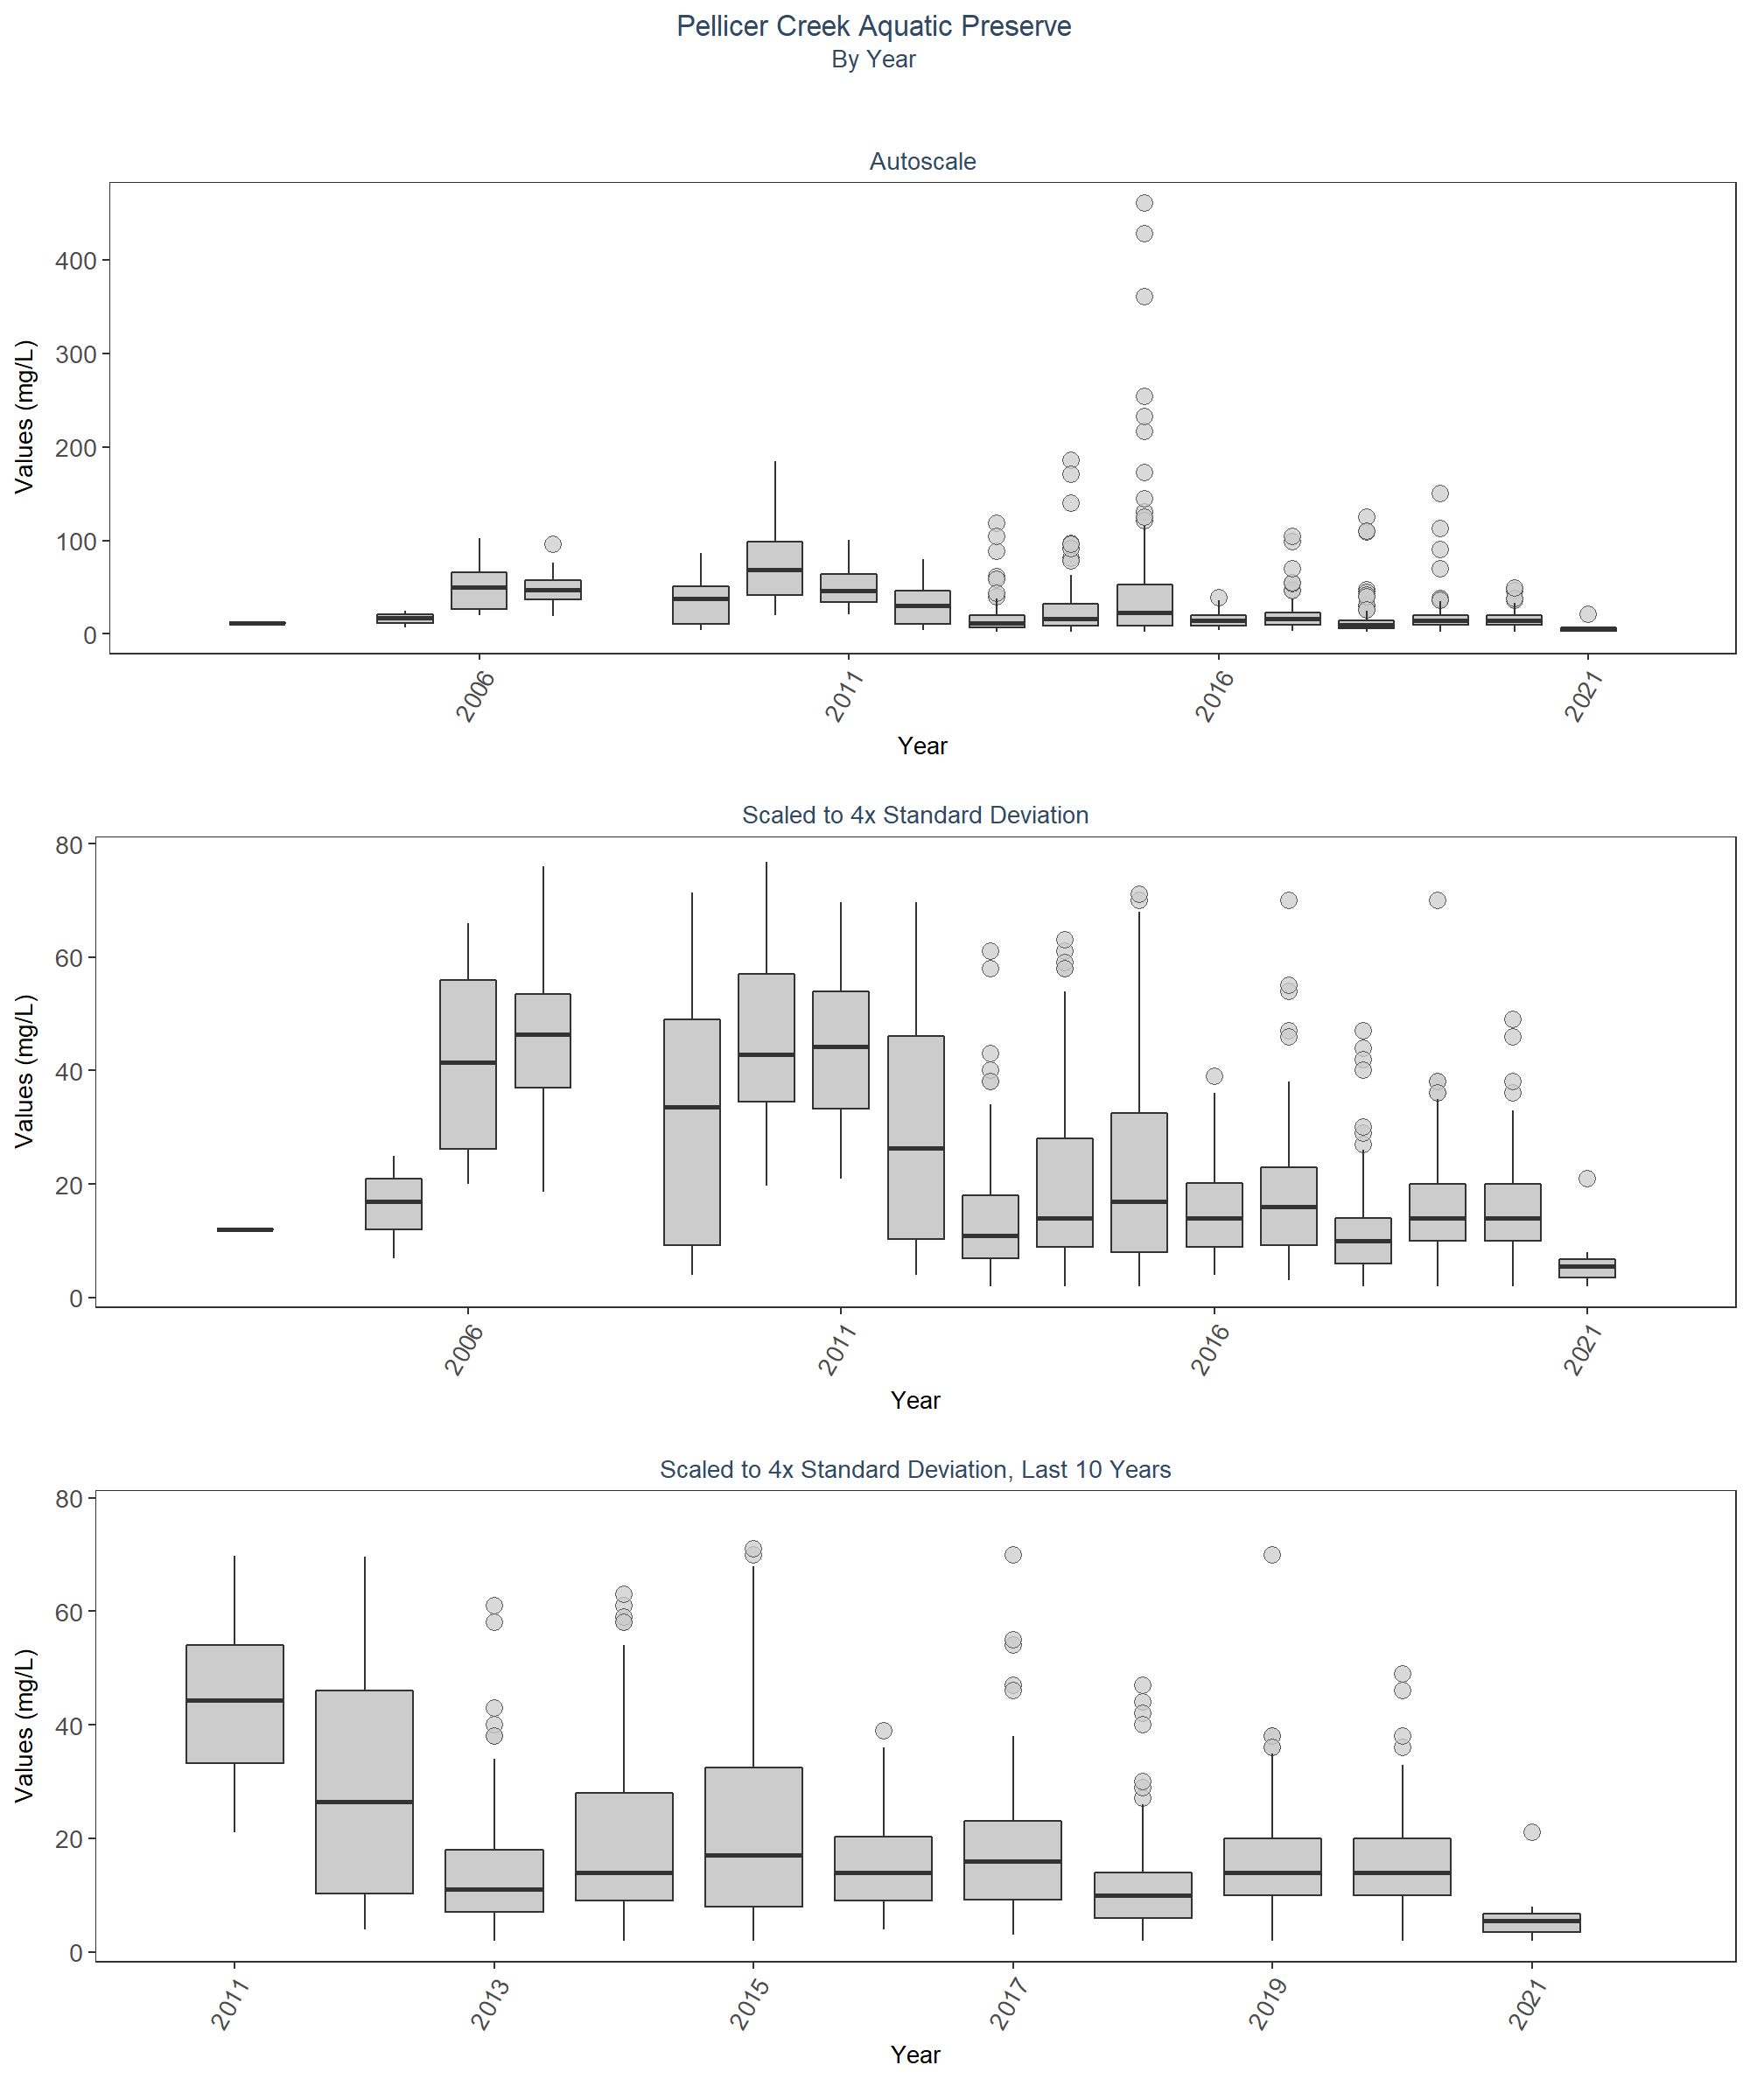 Pellicer Creek Aquatic Preserve
By Year
Autoscale
Values (mg/L)
400
300
200
100
0
2006
2011
2016
2021
Year
Scaled to 4x Standard Deviation
Values (mg/L)
80
60
40
20
0
2006
2011
2016
2021
Year
Scaled to 4x Standard Deviation, Last 10 Years
Values (mg/L)
80
60
40
20
0
2011
2013
2015
2017
2019
2021
Year